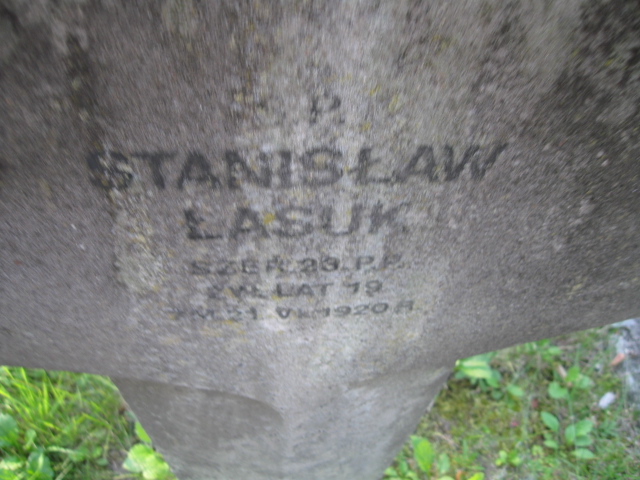 P.
STANISŁAW
ŁASUK
SZER. 23. P.P.
ŻYŁ LAT 19
ZM. 21. VI. 1920 R.